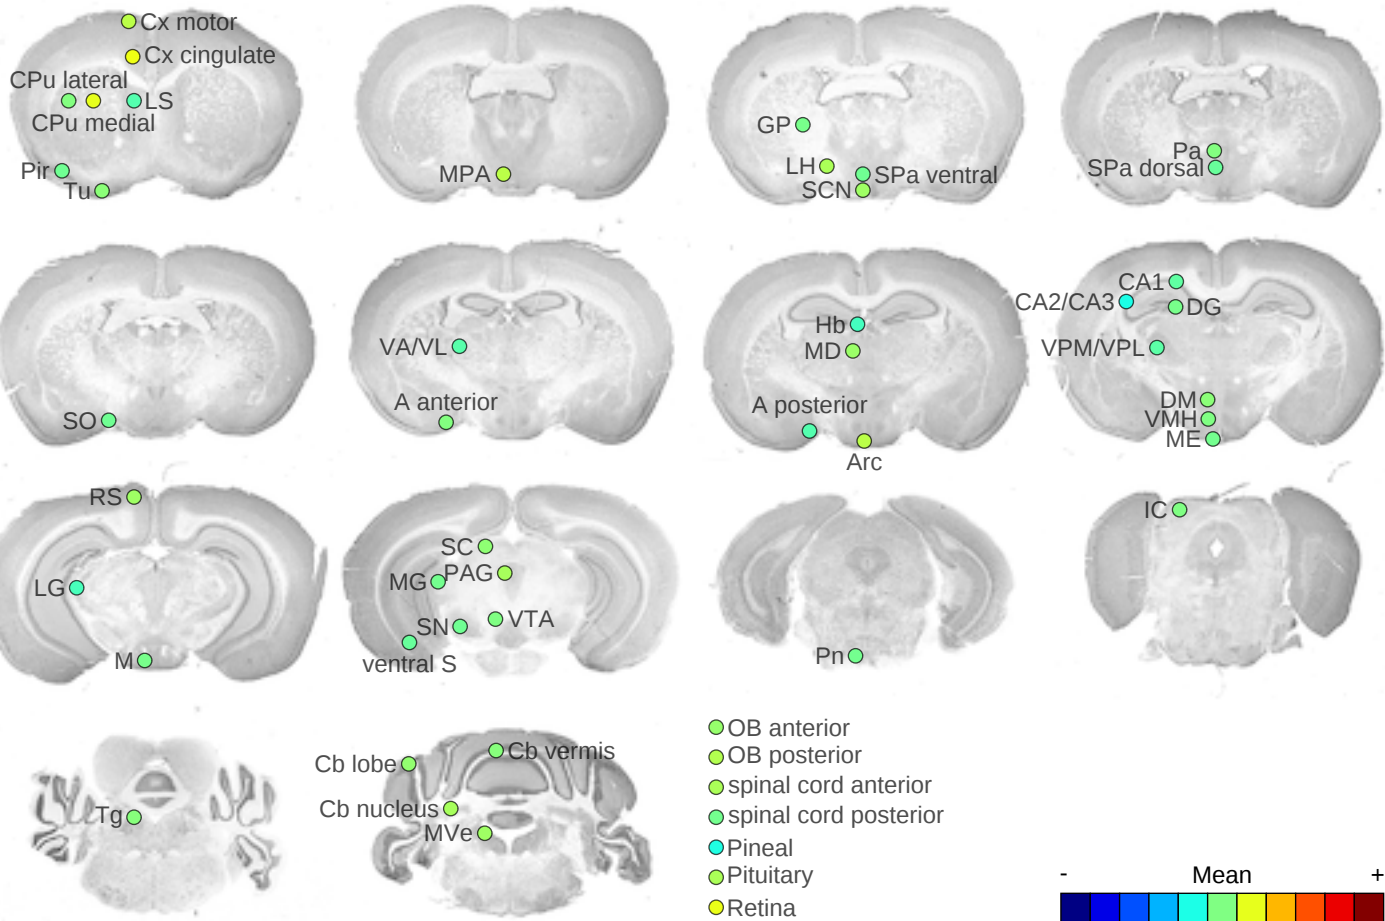 Cx motor
Cx cingulate
CPu lateral
LS
CPu medial
Pir
Tu
MPA
GP
LH
SPa ventral
SCN
Pa
SPa dorsal
SO
VA/VL
A anterior
Hb
MD
A posterior
Arc
CA1
CA2/CA3
DG
VPM/VPL
DM
VMH
ME
RS
LG
M
SC
MG
PAG
SN
VTA
ventral S
Pn
IC
Tg
Cb lobe
Cb vermis
Cb nucleus
MVe
OB anterior
OB posterior
spinal cord anterior
spinal cord posterior
Pineal
Pituitary
Retina
- Mean +